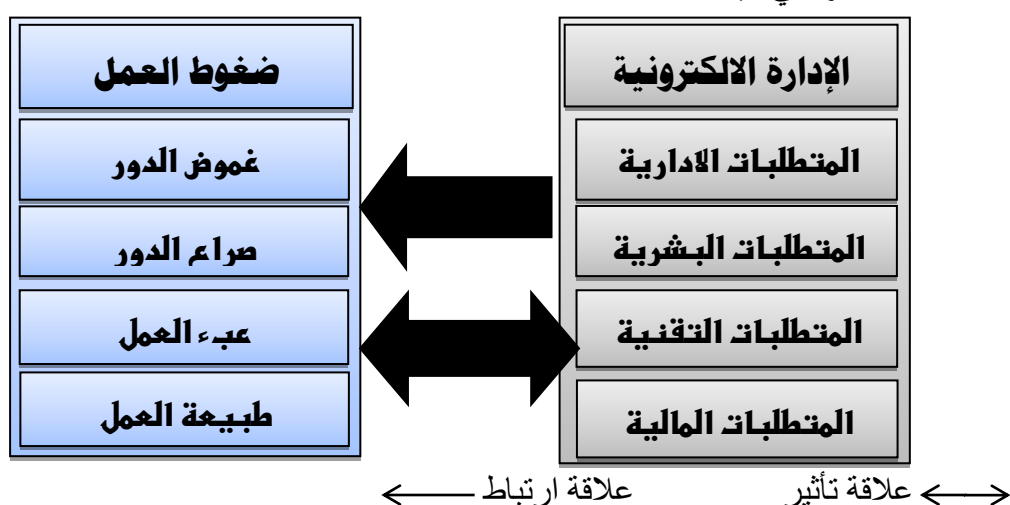 الإدارة الالكترونية
المتطلبات الادارية
المتطلبات البشرية
المتطلبات التقنية
المتطلبات المالية
ضغوط العمل
غموض الدور
صراع الدور
عبء العمل
طبيعة العمل
علاقة تأثير
علاقة ارتباط